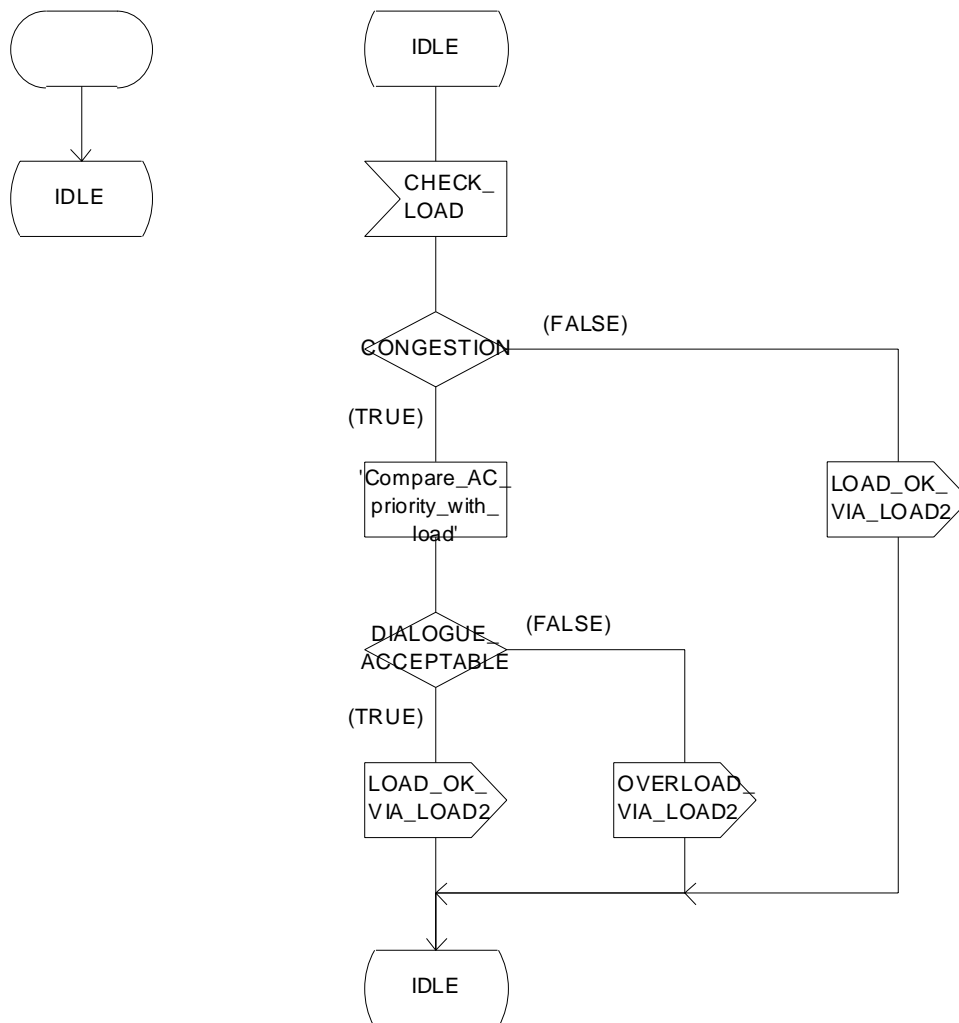 IDLE
IDLE
CHECK_
LOAD
CONGESTION
(FALSE)
(TRUE)
'Compare_AC_
priority_with_
load'
LOAD_OK_
VIA_LOAD2
DIALOGUE_
ACCEPTABLE
(FALSE)
(TRUE)
LOAD_OK_
VIA_LOAD2
OVERLOAD_
VIA_LOAD2
IDLE